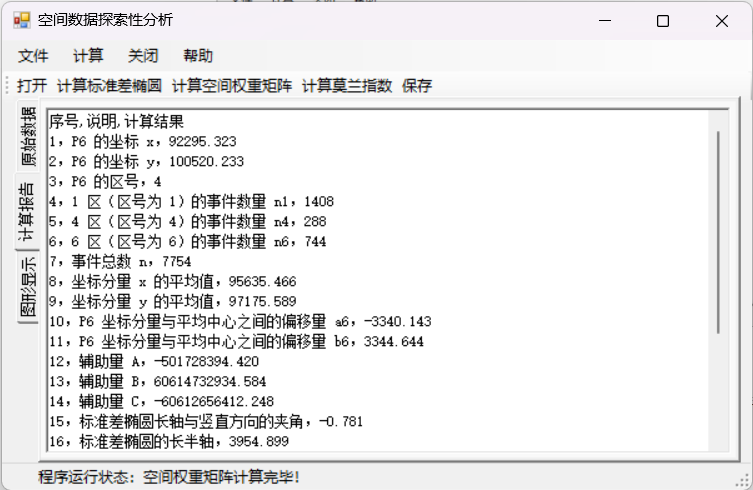 空间数据探索性分析
文件 计算 关闭 帮助
打开 计算标准差椭圆 计算空间权重矩阵 计算莫兰指数 保存
原始数据
计算报告
图形显示
序号,说明,计算结果
1，P6 的坐标 x，92295.323
2，P6 的坐标 y，100520.233
3，P6 的区号，4
4，1 区（区号为 1）的事件数量 n1，1408
5，4 区（区号为 4）的事件数量 n4，288
6，6 区（区号为 6）的事件数量 n6，744
7，事件总数 n，7754
8，坐标分量 x 的平均值，95635.466
9，坐标分量 y 的平均值，97175.589
10，P6 坐标分量与平均中心之间的偏移量 a6，-3340.143
11，P6 坐标分量与平均中心之间的偏移量 b6，3344.644
12，辅助量 A，-501728394.420
13，辅助量 B，60614732934.584
14，辅助量 C，-60612656412.248
15，标准差椭圆长轴与竖直方向的夹角，-0.781
16，标准差椭圆的长半轴，3954.899
程序运行状态：空间权重矩阵计算完毕！